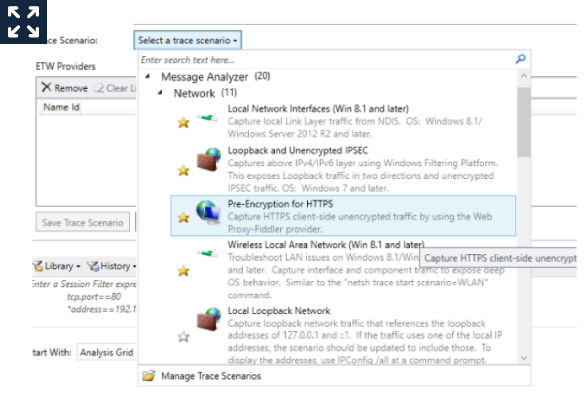 ce Scenario:
Select a trace scenario
Enter search text here...
ETW Providers
Remove Clear Li
Name Id
Save Trace Scenario
Message Analyzer (20)
Network (11)
Local Network Interfaces (Win 8.1 and later)
Capture local Link Layer traffic from NDIS. OS: Windows 8.1/
Windows Server 2012 R2 and later.
Loopback and Unencrypted IPSEC
Captures above IPv4/IPv6 layer using Windows Filtering Platform.
This exposes Loopback traffic in two directions and unencrypted
IPSEC traffic. OS: Windows 7 and later.
Pre-Encryption for HTTPS
Capture HTTPS client-side unencrypted traffic by using the Web
Proxy-Fiddler provider.
Wireless Local Area Network (Win 8.1 and later)
Troubleshoot LAN issues on Windows 8.1/Win
and later. Capture interface and component traffic to expose deep
OS behavior. Similar to the "netsh trace start scenario=WLAN"
command.
Capture HTTPS client-side unencrypt
Local Loopback Network
Capture loopback network traffic that references the loopback
addresses of 127.0.0.1 and ::1. If the traffic uses one of the local IP
addresses, the scenario should be updated to include those. To
display the addresses, use IPConfig /all at a command prompt.
Manage Trace Scenarios
Library History
Enter a Session Filter expre
tcp.port==80
*address==192.1
tart With: Analysis Grid